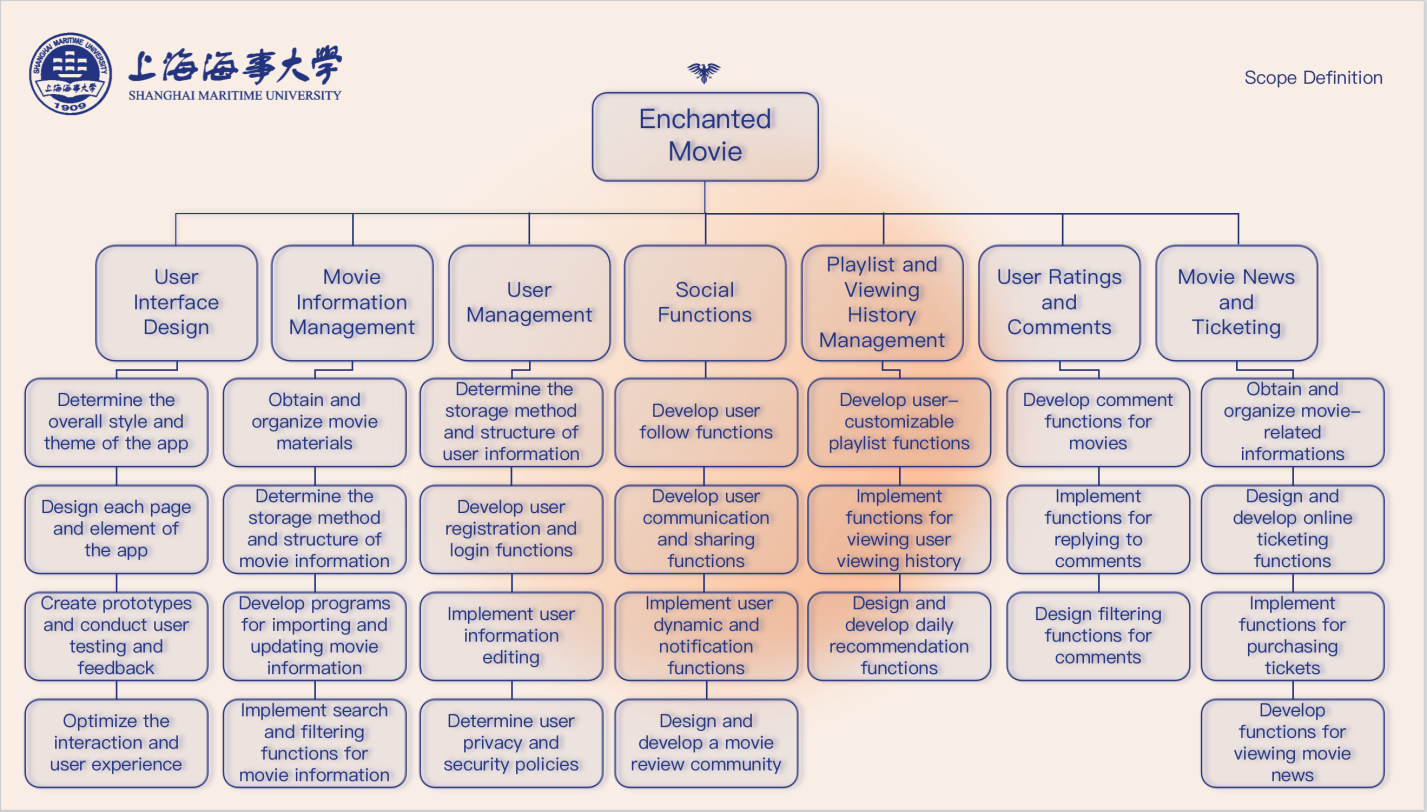 SHANGHAI MARITIME UNIVERSITY
上海海事大学
1909
上海海事大學
SHANGHAI MARITIME UNIVERSITY
Scope Definition
Enchanted
Movie
User
Interface
Design
Movie
Information
Management
User
Management
Social
Functions
Playlist and
Viewing
History
Management
User Ratings
and
Comments
Movie News
and
Ticketing
Determine the
overall style and
theme of the app
Obtain and
organize movie
materials
Determine the
storage method
and structure of
user information
Develop user
follow functions
Develop user–
customizable
playlist functions
Develop comment
functions for
movies
Obtain and
organize movie–
related
informations
Design each page
and element of
the app
Determine the
storage method
and structure of
movie information
Develop user
registration and
login functions
Develop user
communication
and sharing
functions
Implement
functions for
viewing user
viewing history
Implement
functions for
replying to
comments
Design and
develop online
ticketing
functions
Create prototypes
and conduct user
testing and
feedback
Develop programs
for importing and
updating movie
information
Implement user
information
editing
Implement user
dynamic and
notification
functions
Design and
develop daily
recommendation
functions
Design filtering
functions for
comments
Implement
functions for
purchasing
tickets
Optimize the
interaction and
user experience
Implement search
and filtering
functions for
movie information
Determine user
privacy and
security policies
Design and
develop a movie
review community
Develop
functions for
viewing movie
news